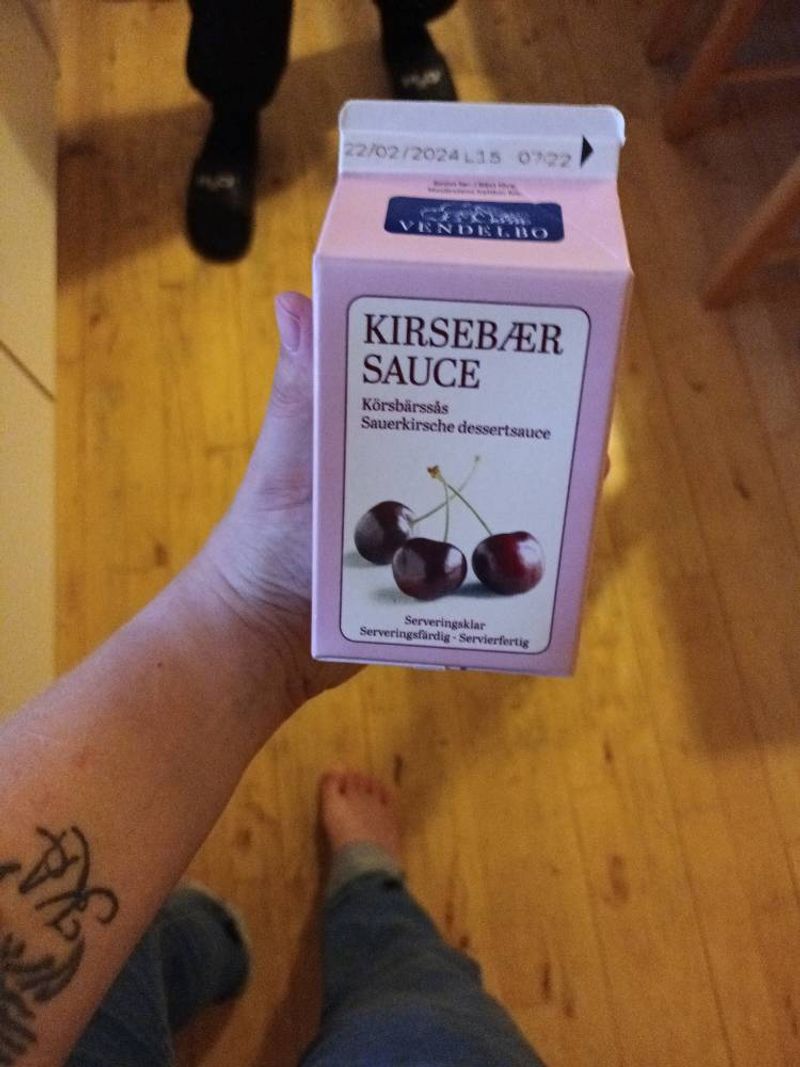 22/02/2024 L15 07:22
VENDELBO
KIRSEBÆR
SAUCE
Körsbärssås
Sauerkirsche dessertsauce
Serveringsklar
Serveringsfärdig - Servierfertig